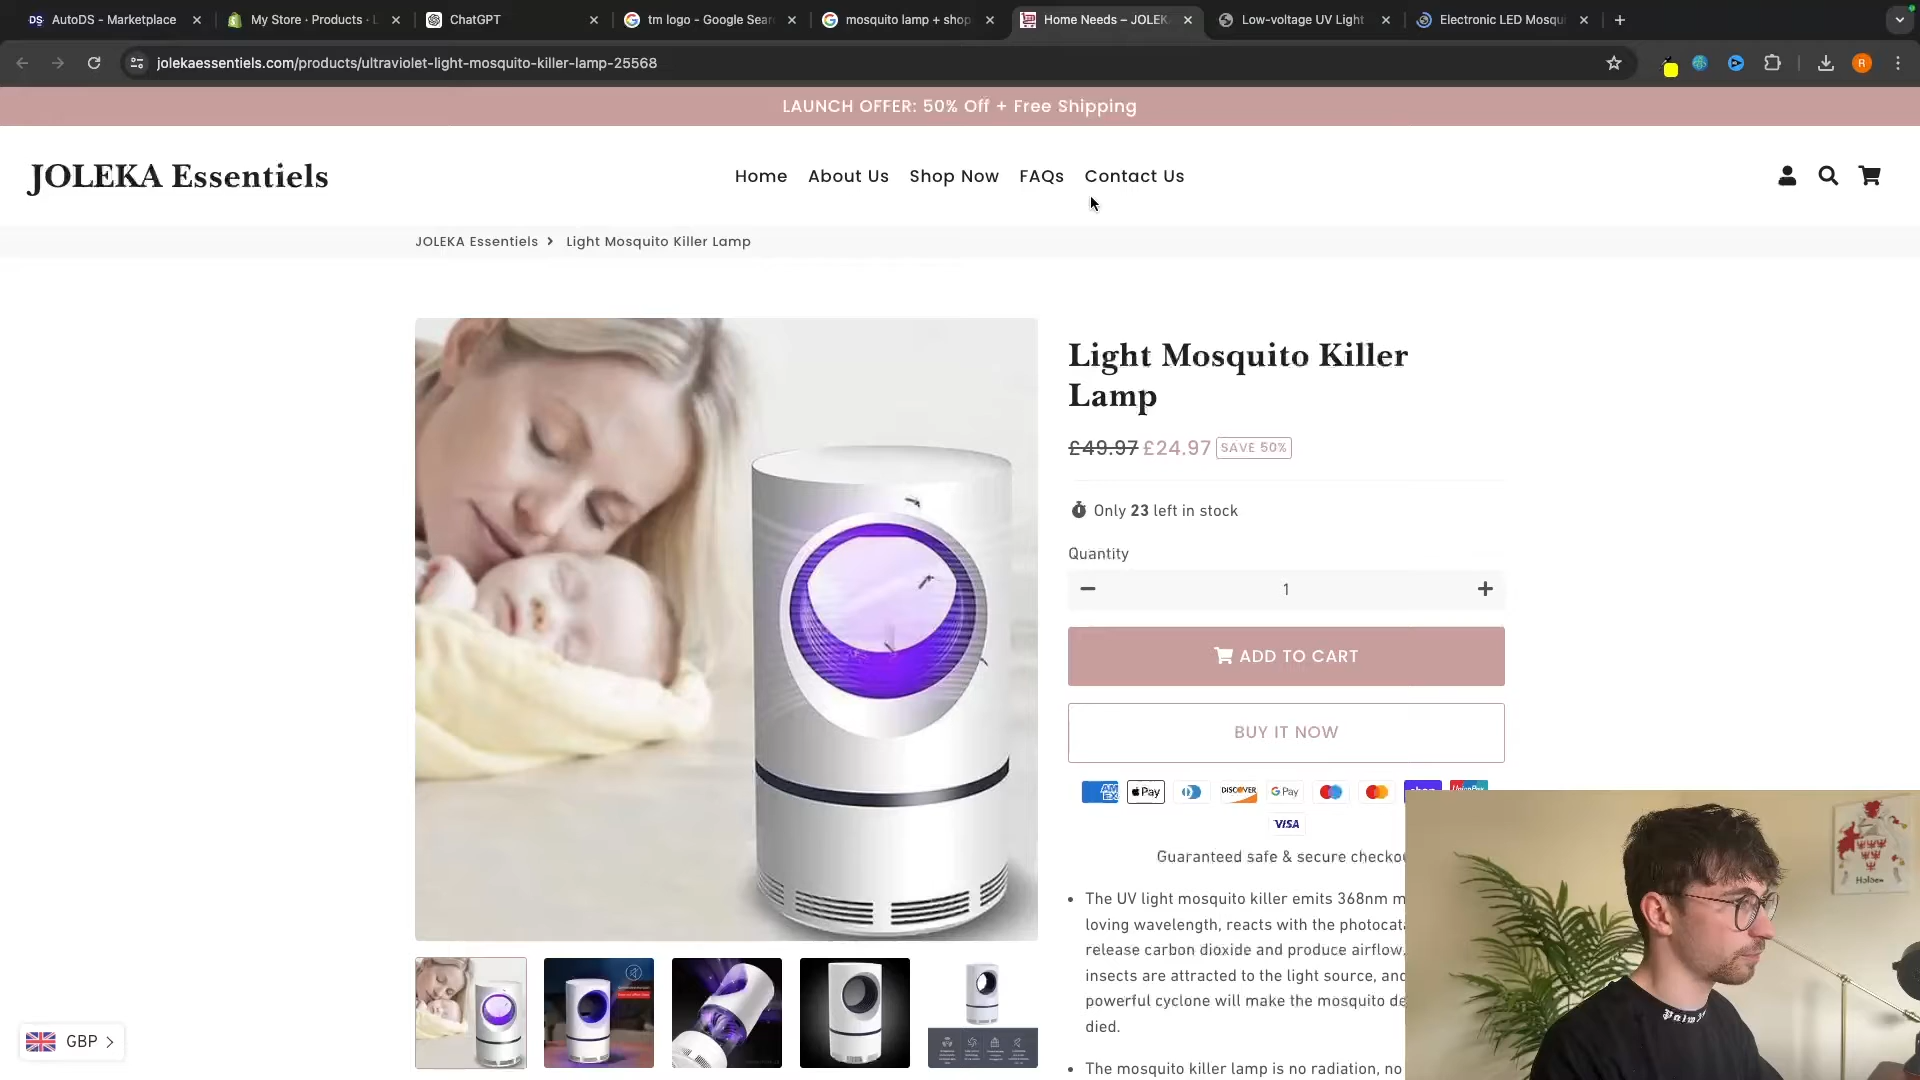 AutoDS - Marketplace
My Store · Products ·
ChatGPT
tm logo - Google Sear
mosquito lamp + shop
Home Needs – JOLEK
Low-voltage UV Light
Electronic LED Mosqu
jolekaessentiels.com/products/ultraviolet-light-mosquito-killer-lamp-25568
R
LAUNCH OFFER: 50% Off + Free Shipping
JOLEKA Essentiels
Home
About Us
Shop Now
FAQs
Contact Us
JOLEKA Essentiels > Light Mosquito Killer Lamp
Light Mosquito Killer
Lamp
£49.97 £24.97 SAVE 50%
Only 23 left in stock
Quantity
1
ADD TO CART
BUY IT NOW
AM EX
Pay
DISCOVER
G Pay
VISA
Guaranteed safe & secure checkou
• The UV light mosquito killer emits 368nm m
loving wavelength, reacts with the photocata
release carbon dioxide and produce airflow.
insects are attracted to the light source, and
powerful cyclone will make the mosquito de
died.
• The mosquito killer lamp is no radiation, no
GBP